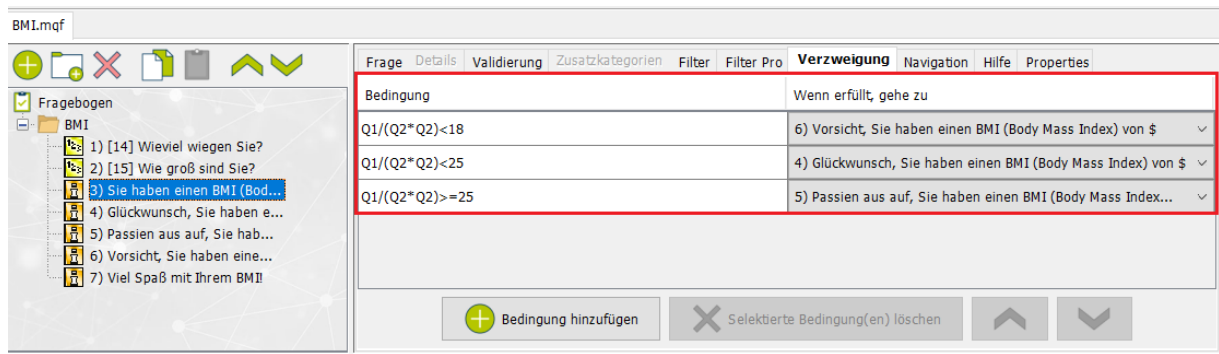 BMI.mqf
Frage Details Validierung Zusatzkategorien Filter Filter Pro Verzweigung Navigation Hilfe Properties
Fragebogen
BMI
1) [14] Wieviel wiegen Sie?
2) [15] Wie groß sind Sie?
3) Sie haben einen BMI (Bod...
4) Glückwunsch, Sie haben e...
5) Passien aus auf, Sie hab...
6) Vorsicht, Sie haben eine...
7) Viel Spaß mit Ihrem BMI!
Bedingung Wenn erfüllt, gehe zu
Q1/(Q2*Q2)<18 6) Vorsicht, Sie haben einen BMI (Body Mass Index) von $
Q1/(Q2*Q2)<25 4) Glückwunsch, Sie haben einen BMI (Body Mass Index) von $
Q1/(Q2*Q2)>=25 5) Passien aus auf, Sie haben einen BMI (Body Mass Index...
Bedingung hinzufügen Selektierte Bedingung(en) löschen